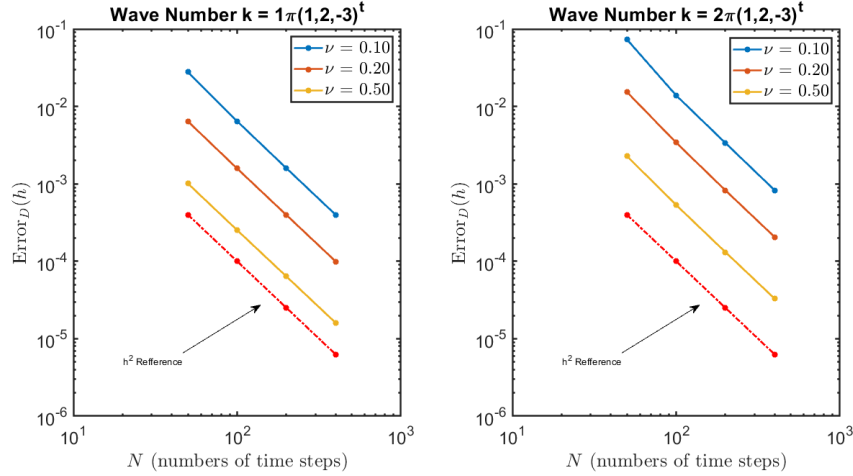 Wave Number k = 1π(1,2,-3)^t
ν = 0.10
ν = 0.20
ν = 0.50
10^-1
10^-2
10^-3
10^-4
10^-5
10^-6
Error_D(h)
h^2 Refference
10^1
10^2
10^3
N (numbers of time steps)
Wave Number k = 2π(1,2,-3)^t
ν = 0.10
ν = 0.20
ν = 0.50
10^-1
10^-2
10^-3
10^-4
10^-5
10^-6
Error_D(h)
h^2 Refference
10^1
10^2
10^3
N (numbers of time steps)